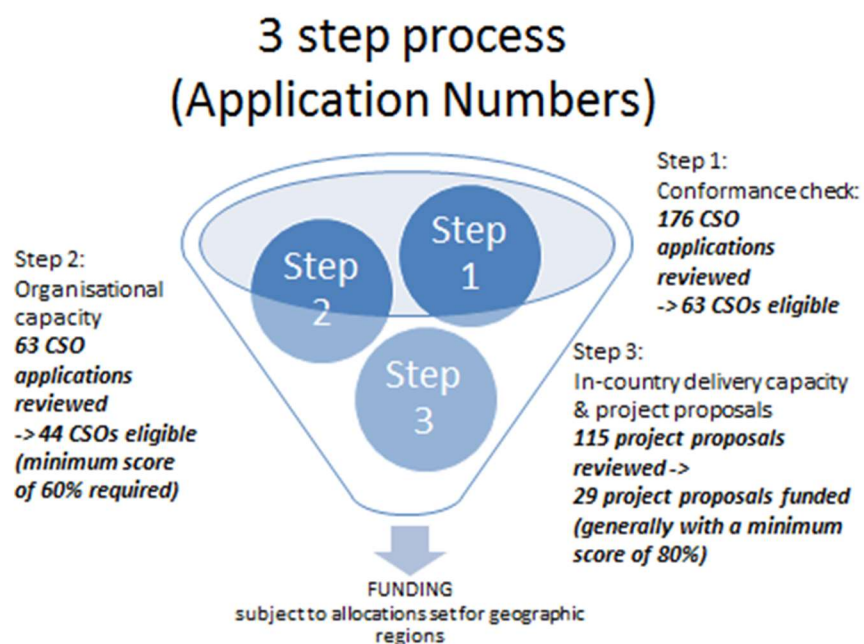 3 step process
(Application Numbers)
Step 1:
Conformance check:
176 CSO
applications
reviewed
-> 63 CSOs eligible
Step 2:
Organisational
capacity
63 CSO
applications
reviewed
-> 44 CSOs eligible
(minimum score
of 60% required)
Step
1
Step
2
Step
3
Step 3:
In-country delivery capacity
& project proposals
115 project proposals
reviewed ->
29 project proposals funded
(generally with a minimum
score of 80%)
FUNDING
subject to allocations set for geographic
regions